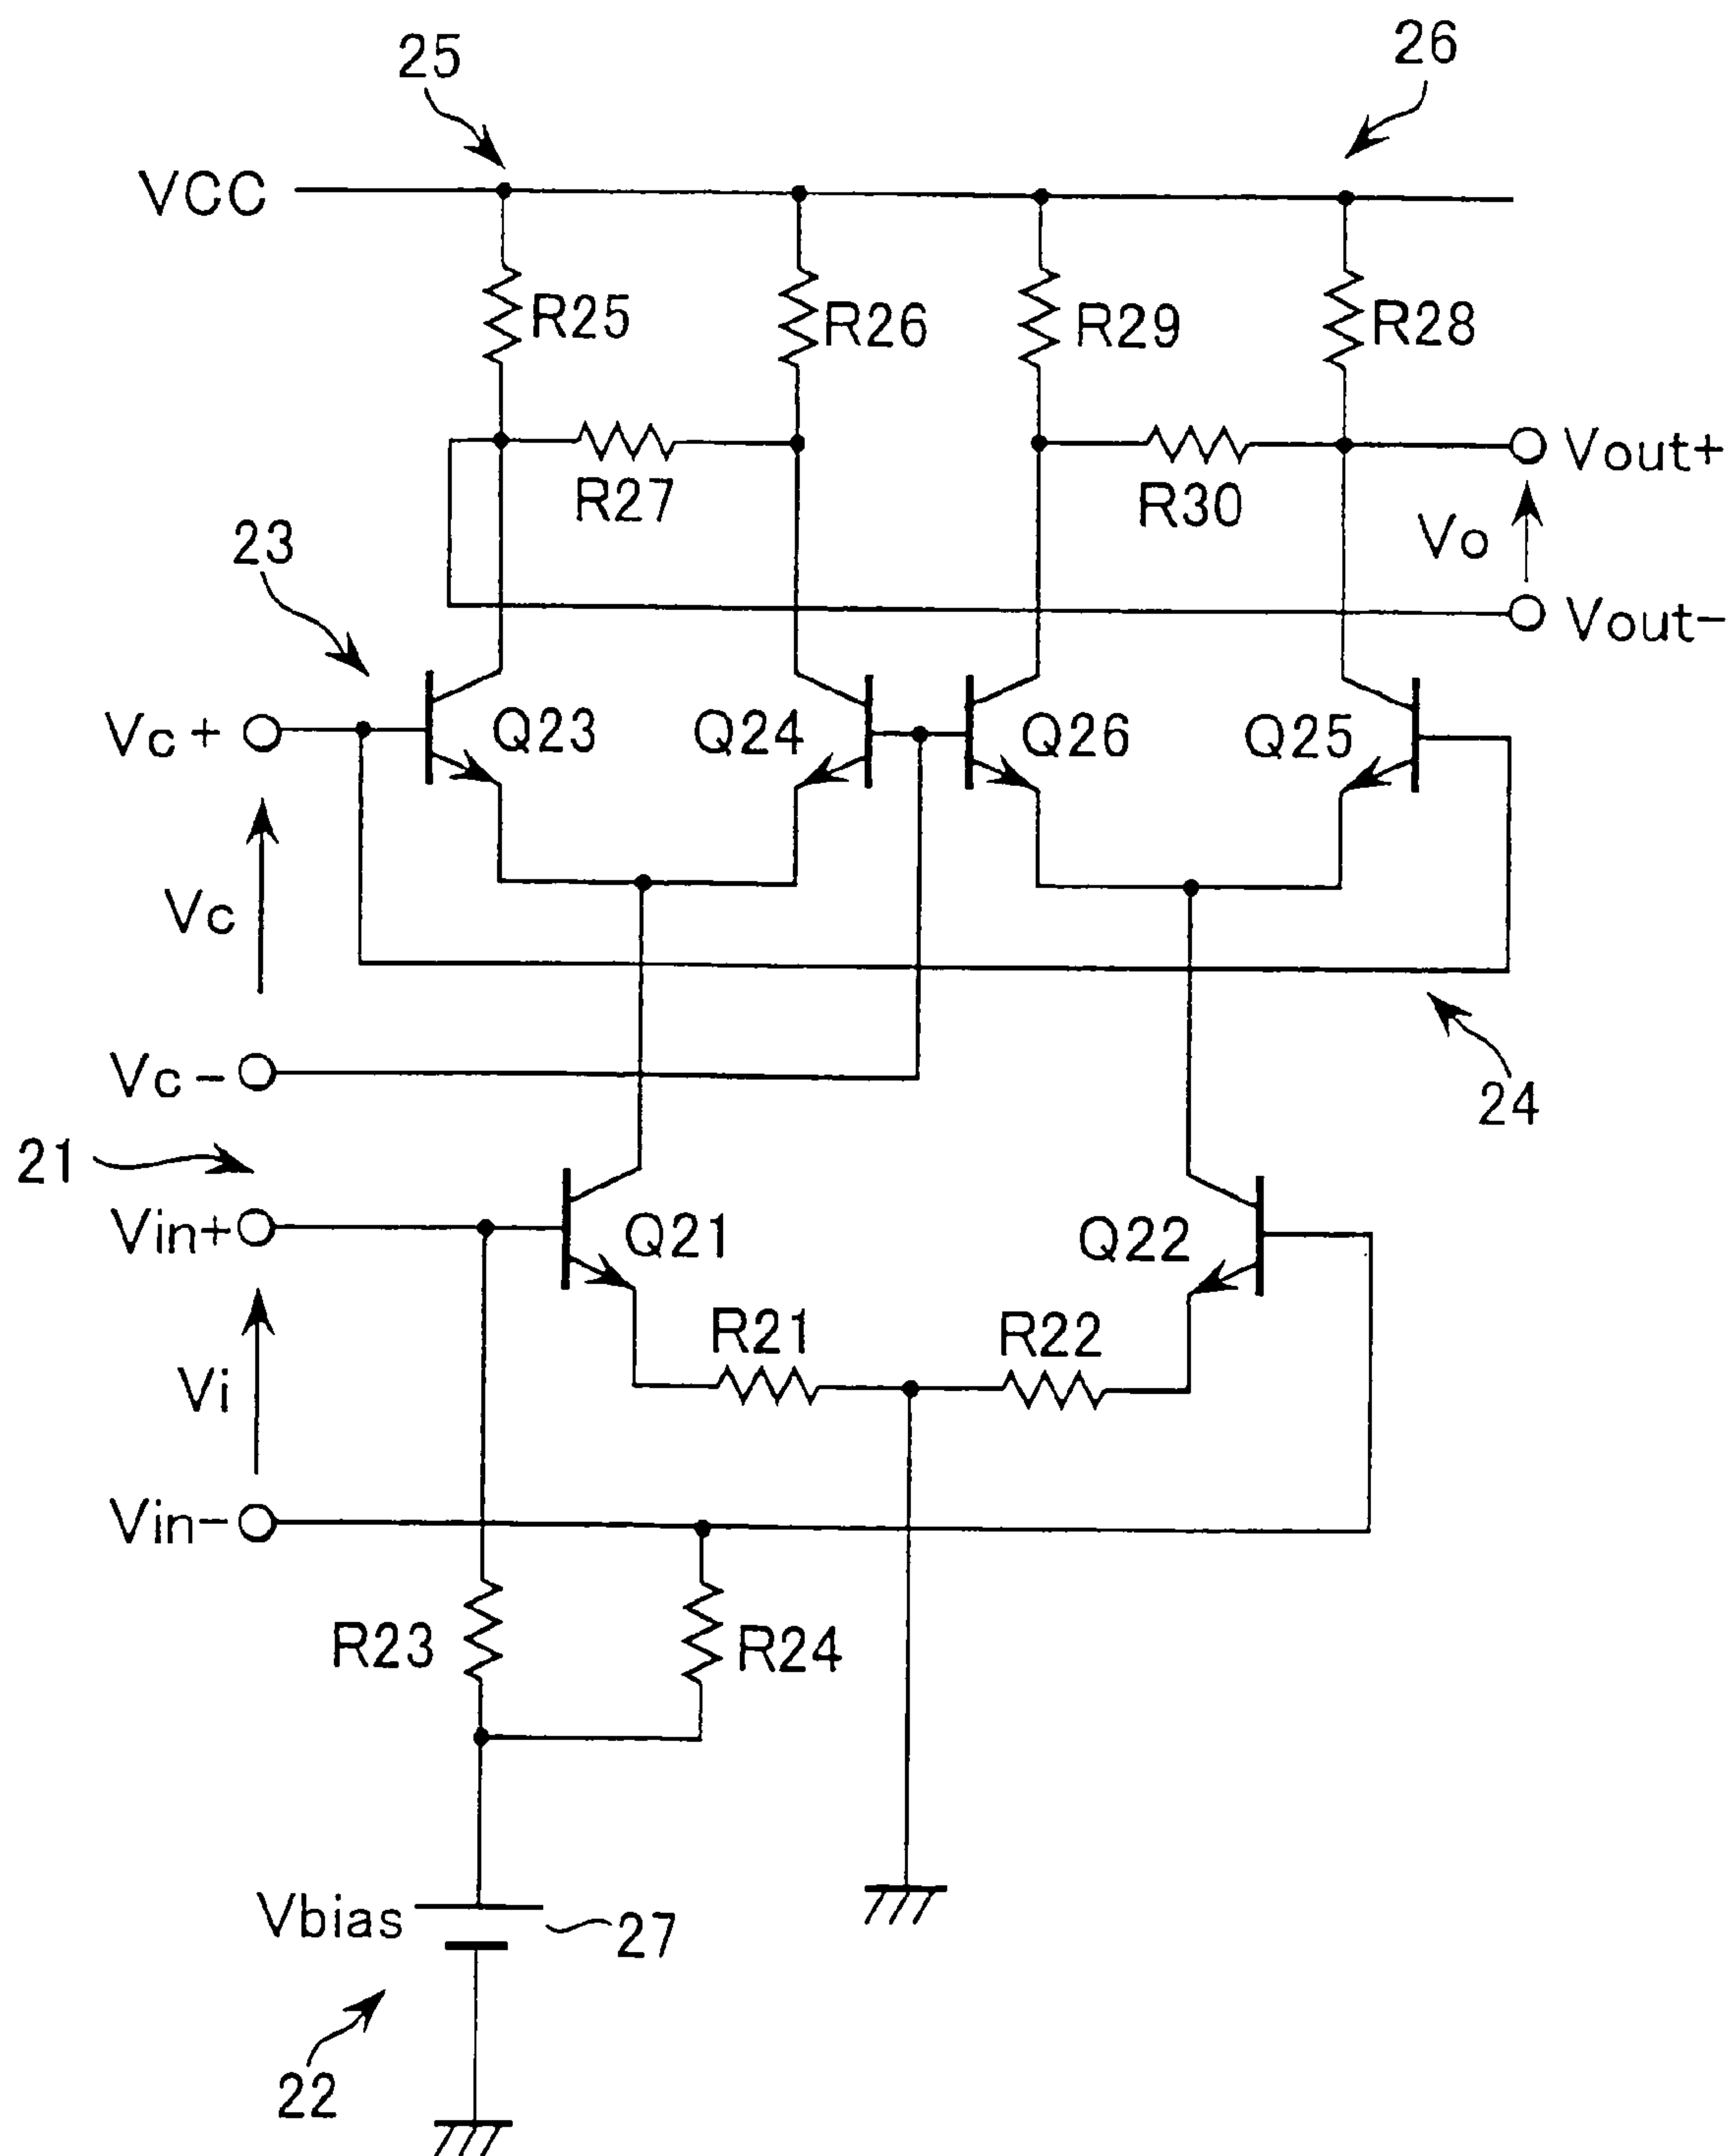 25
26
VCC
R25
R26
R29
R28
Vout+
R27
R30
Vo
23
Vout-
Vc+
Q23
Q24
Q26
Q25
Vc
Vc-
24
21
Vin+
Q21
Q22
R21
R22
Vi
Vin-
R23
R24
Vbias
27
22